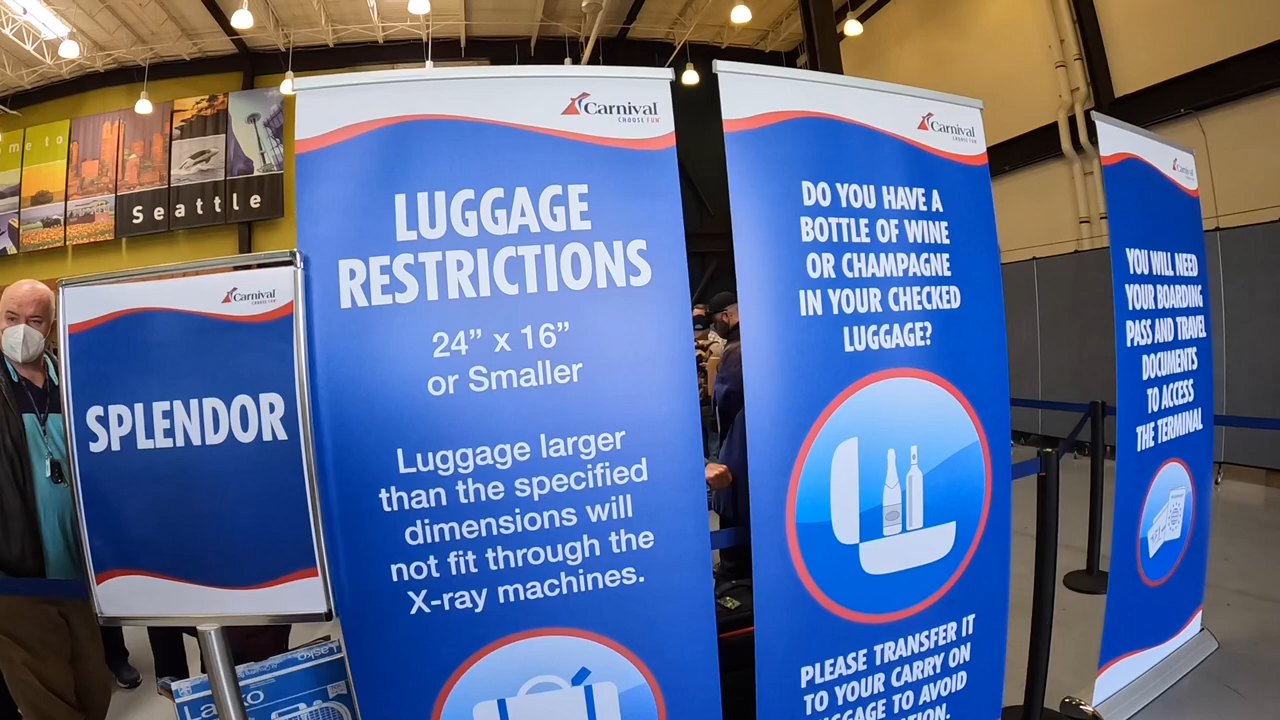 me to
Seattle
Carnival
SPLENDOR
Carnival
CHOOSE FUN
LUGGAGE
RESTRICTIONS
24” x 16”
or Smaller
Luggage larger
than the specified
dimensions will
not fit through the
X-ray machines.
Carnival
DO YOU HAVE A
BOTTLE OF WINE
OR CHAMPAGNE
IN YOUR CHECKED
LUGGAGE?
PLEASE TRANSFER IT
TO YOUR CARRY ON
TO AVOID
Carnival
YOU WILL NEED
YOUR BOARDING
PASS AND TRAVEL
DOCUMENTS
TO ACCESS
THE TERMINAL
Lasko
Lasko